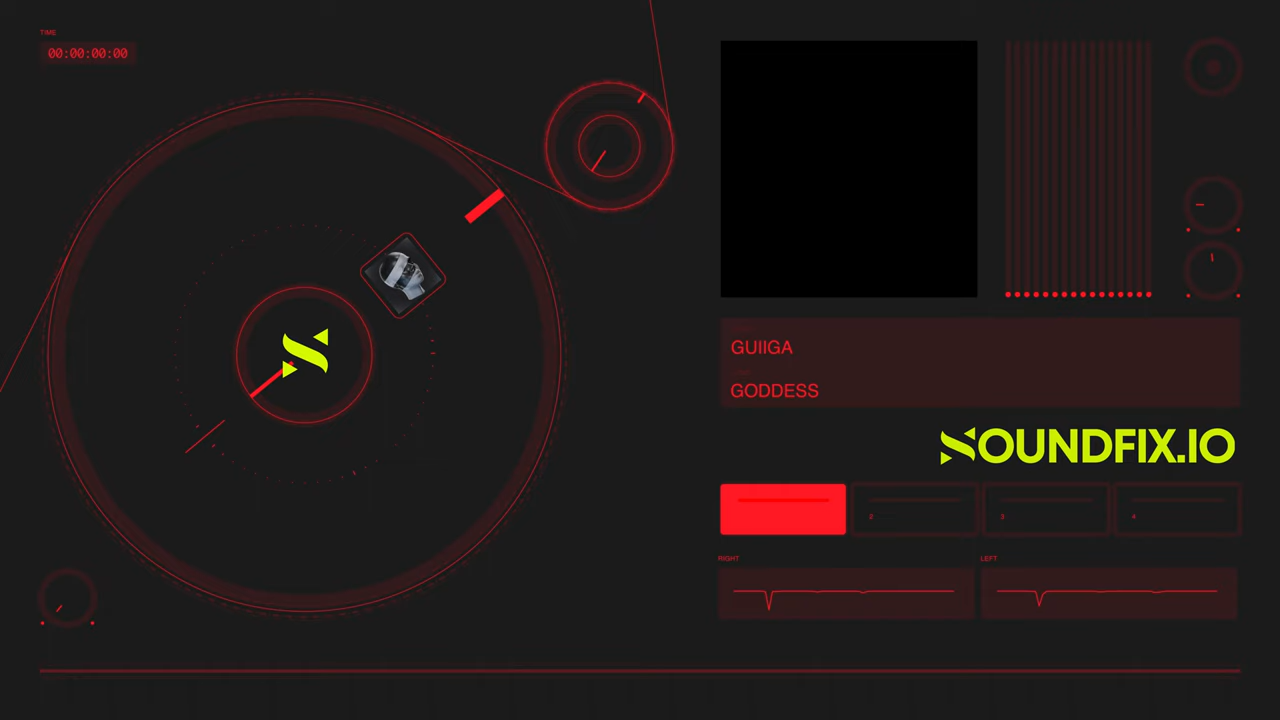 TIME
00:00:00:00
GUIIGA
GODDESS
SOUNDFIX.IO
2
3
4
RIGHT
LEFT